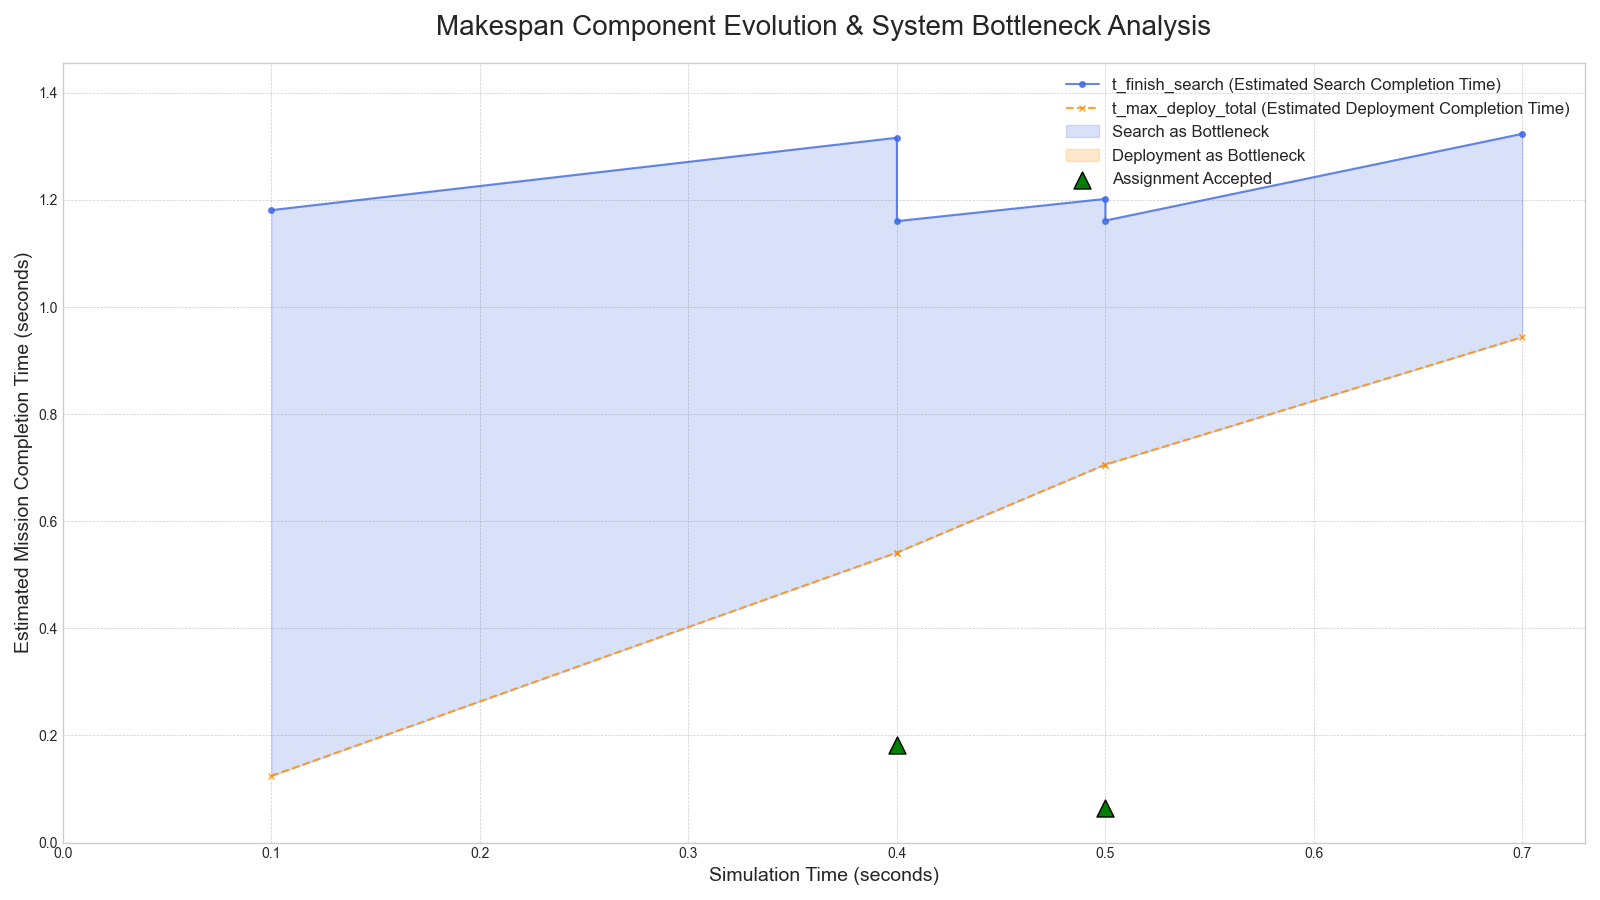 Makespan Component Evolution & System Bottleneck Analysis
t_finish_search (Estimated Search Completion Time)
t_max_deploy_total (Estimated Deployment Completion Time)
Search as Bottleneck
Deployment as Bottleneck
Assignment Accepted
Estimated Mission Completion Time (seconds)
1.4
1.2
1.0
0.8
0.6
0.4
0.2
0.0
0.0 0.1 0.2 0.3 0.4 0.5 0.6 0.7
Simulation Time (seconds)